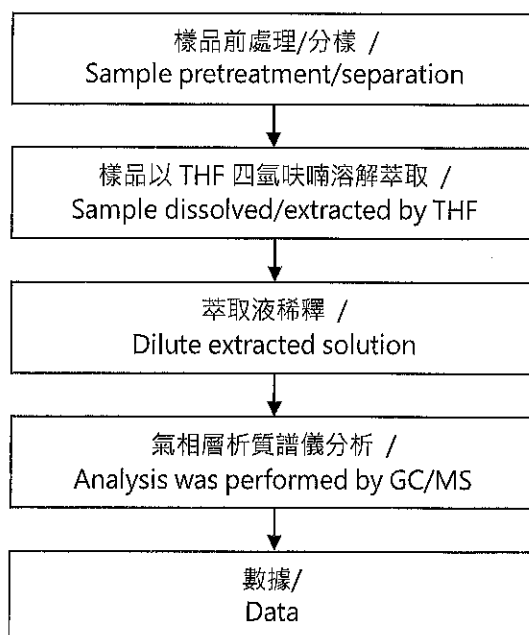 樣品前處理/分樣 /
Sample pretreatment/separation
樣品以 THF 四氫呋喃溶解萃取 /
Sample dissolved/extracted by THF
萃取液稀釋 /
Dilute extracted solution
氣相層析質譜儀分析 /
Analysis was performed by GC/MS
數據/
Data